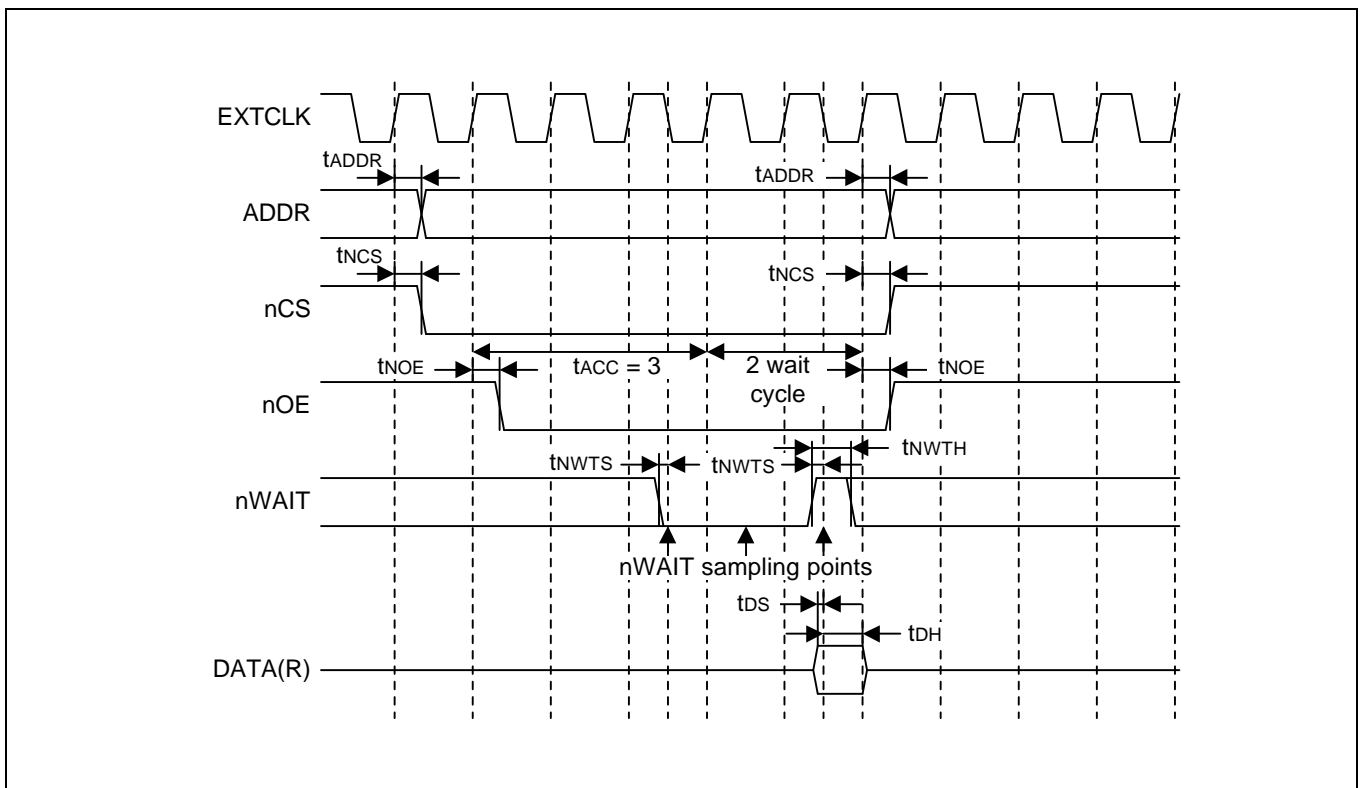 EXTCLK
tADDR
tADDR
ADDR
tNCS
tNCS
nCS
tNOE
tACC = 3
2 wait
cycle
tNOE
nOE
tNWTH
tNWTS
tNWTS
nWAIT
nWAIT sampling points
tDS
tDH
DATA(R)